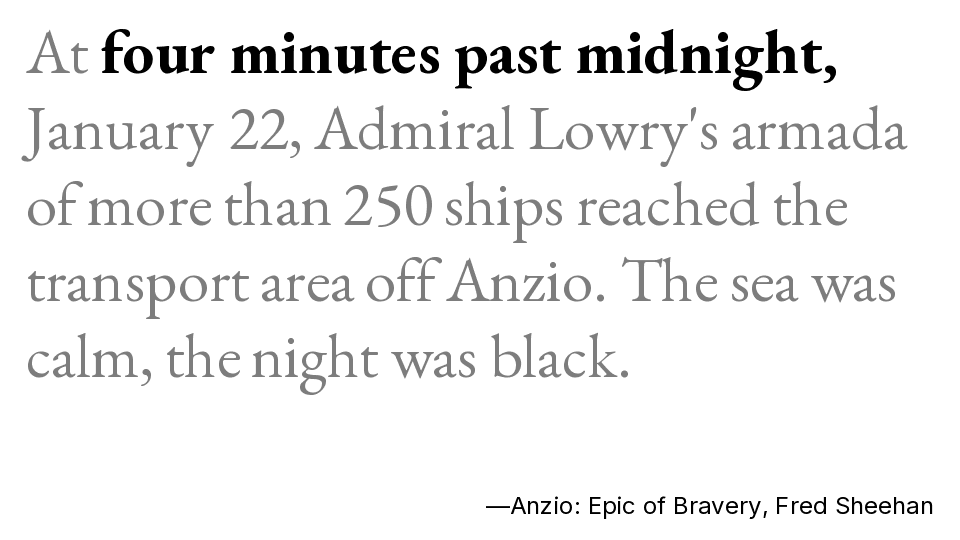 At four minutes past midnight,
January 22, Admiral Lowry's armada
of more than 250 ships reached the
transport area off Anzio. The sea was
calm, the night was black.
—Anzio: Epic of Bravery, Fred Sheehan